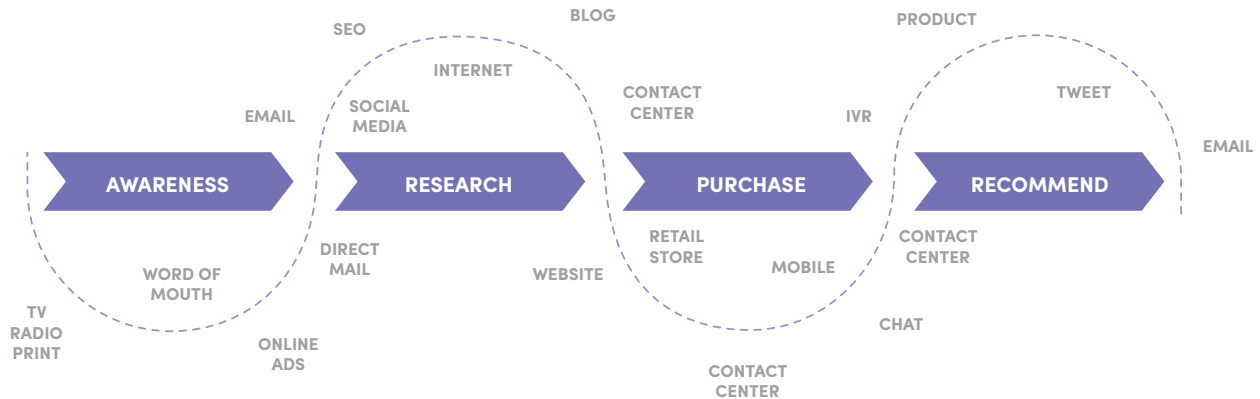 BLOG
PRODUCT
SEO
INTERNET
CONTACT
CENTER
TWEET
SOCIAL
MEDIA
EMAIL
IVR
EMAIL
AWARENESS
RESEARCH
PURCHASE
RECOMMEND
DIRECT
MAIL
RETAIL
STORE
CONTACT
CENTER
WORD OF
MOUTH
WEBSITE
MOBILE
TV
RADIO
PRINT
ONLINE
ADS
CHAT
CONTACT
CENTER